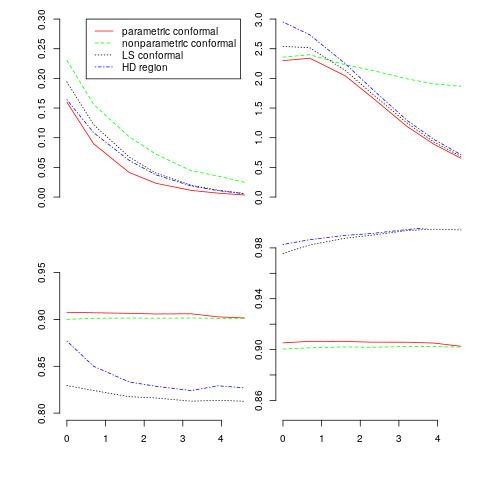 parametric conformal
nonparametric conformal
LS conformal
HD region
0.00 0.05 0.10 0.15 0.20 0.25 0.30
0.0 0.5 1.0 1.5 2.0 2.5 3.0
0.80 0.85 0.90 0.95
0 1 2 3 4
0.86 0.90 0.94 0.98
0 1 2 3 4